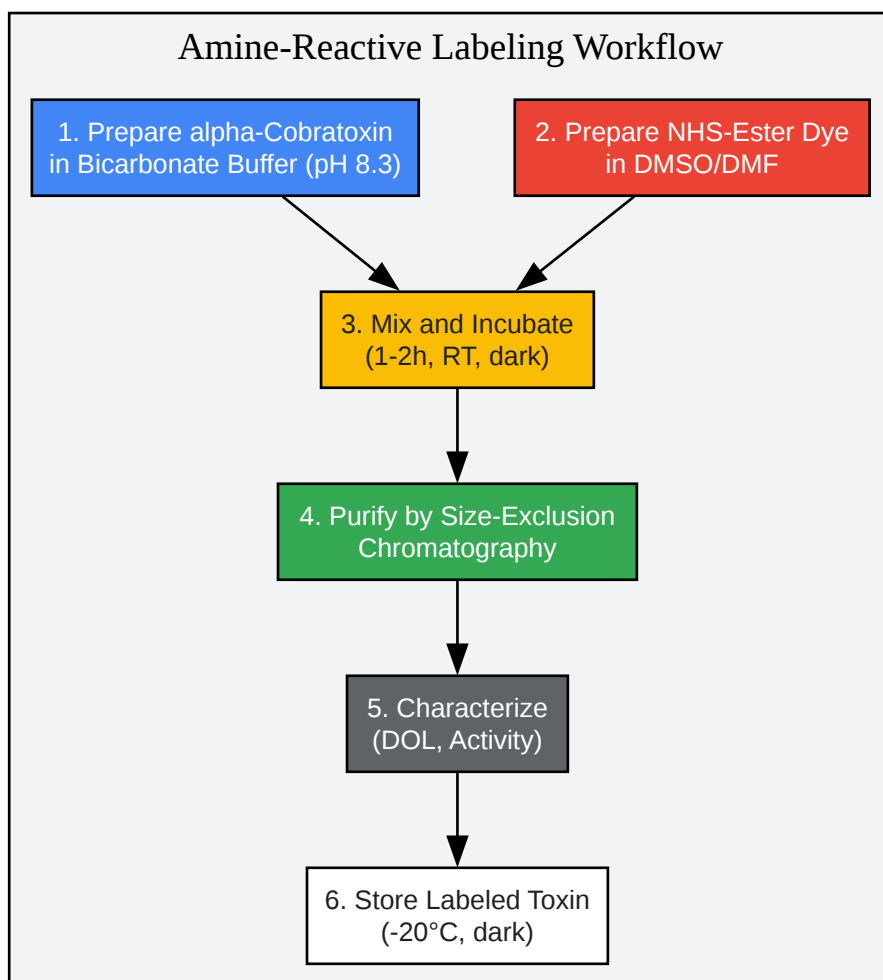 Amine-Reactive Labeling Workflow
1. Prepare alpha-Cobratoxin
in Bicarbonate Buffer (pH 8.3)
2. Prepare NHS-Ester Dye
in DMSO/DMF
3. Mix and Incubate
(1-2h, RT, dark)
4. Purify by Size-Exclusion
Chromatography
5. Characterize
(DOL, Activity)
6. Store Labeled Toxin
(-20°C, dark)